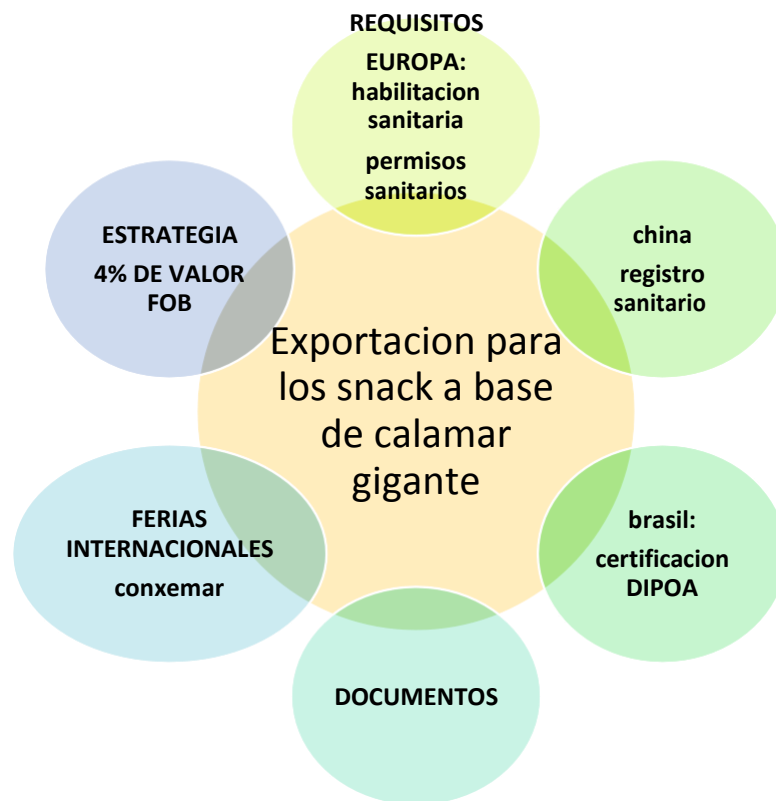 REQUISITOS
EUROPA:
habilitacion
sanitaria
permisos
sanitarios
china
registro
sanitario
brasil:
certificacion
DIPOA
DOCUMENTOS
FERIAS
INTERNACIONALES
conxemar
ESTRATEGIA
4% DE VALOR
FOB
Exportacion para
los snack a base
de calamar
gigante